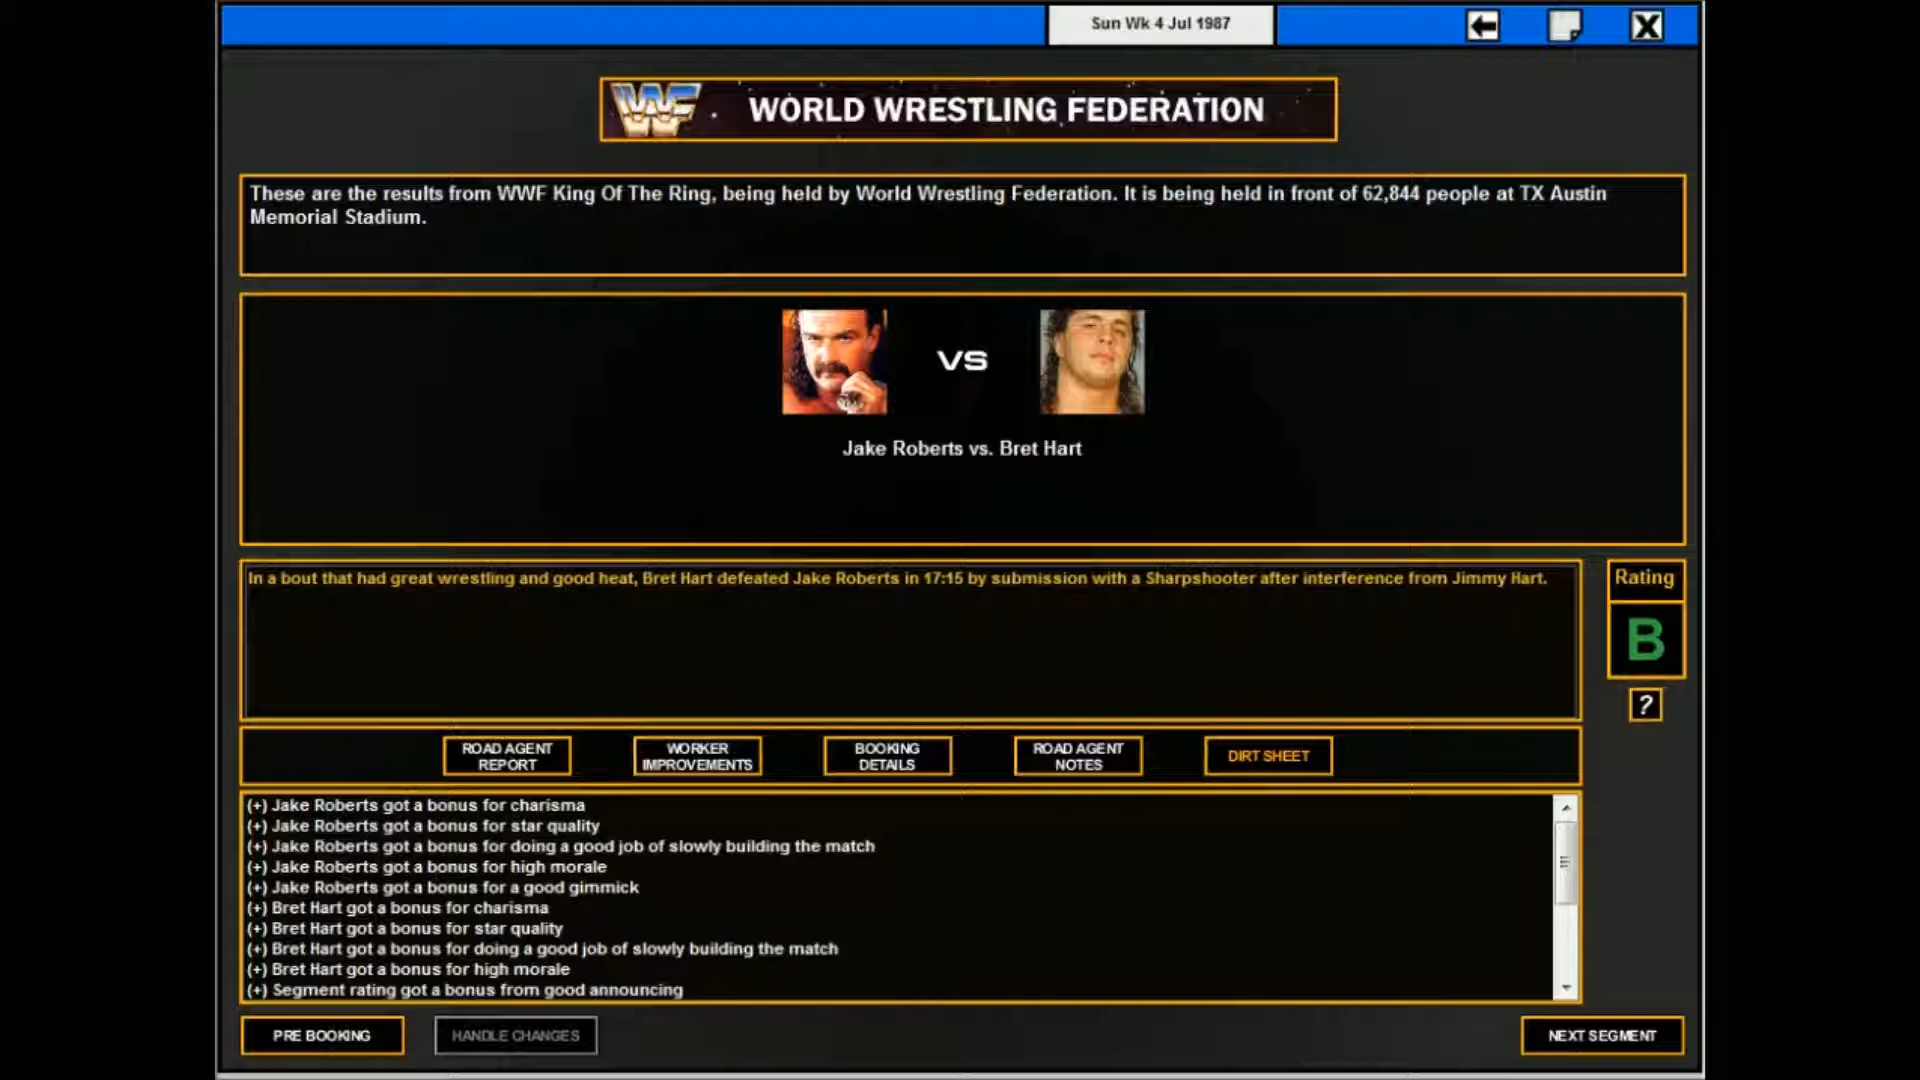 Sun Wk 4 Jul 1987
WWF
WORLD WRESTLING FEDERATION
These are the results from WWF King Of The Ring, being held by World Wrestling Federation. It is being held in front of 62,844 people at TX Austin
Memorial Stadium.
VS
Jake Roberts vs. Bret Hart
In a bout that had great wrestling and good heat, Bret Hart defeated Jake Roberts in 17:15 by submission with a Sharpshooter after interference from Jimmy Hart.
Rating
B
?
ROAD AGENT
REPORT
WORKER
IMPROVEMENTS
BOOKING
DETAILS
ROAD AGENT
NOTES
DIRT SHEET
(+) Jake Roberts got a bonus for charisma
(+) Jake Roberts got a bonus for star quality
(+) Jake Roberts got a bonus for doing a good job of slowly building the match
(+) Jake Roberts got a bonus for high morale
(+) Jake Roberts got a bonus for a good gimmick
(+) Bret Hart got a bonus for charisma
(+) Bret Hart got a bonus for star quality
(+) Bret Hart got a bonus for doing a good job of slowly building the match
(+) Bret Hart got a bonus for high morale
(+) Segment rating got a bonus from good announcing
PRE BOOKING
HANDLE CHANGES
NEXT SEGMENT